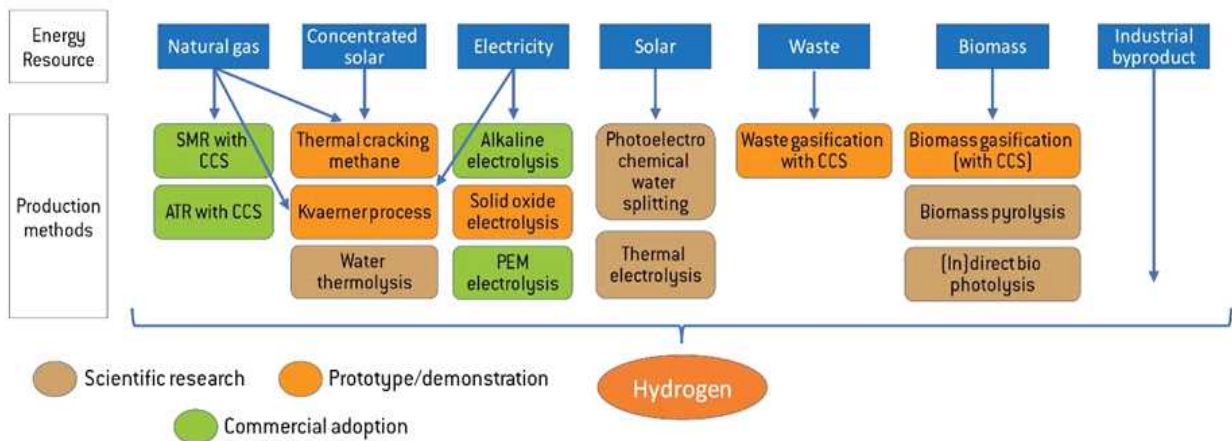 Energy
Resource
Natural gas
Concentrated
solar
Electricity
Solar
Waste
Biomass
Industrial
byproduct
Production
methods
SMR with
CCS
ATR with CCS
Thermal cracking
methane
Kvaerner process
Water
thermolysis
Alkaline
electrolysis
Solid oxide
electrolysis
PEM
electrolysis
Photoelectro
chemical
water
splitting
Thermal
electrolysis
Waste gasification
with CCS
Biomass gasification
(with CCS)
Biomass pyrolysis
(In)direct bio
photolysis
Scientific research
Prototype/demonstration
Commercial adoption
Hydrogen